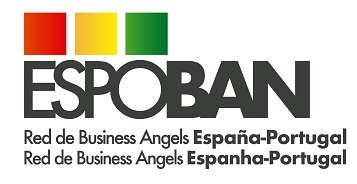 ESPOBAN
Red de Business Angels España-Portugal
Red de Business Angels Espanha-Portugal